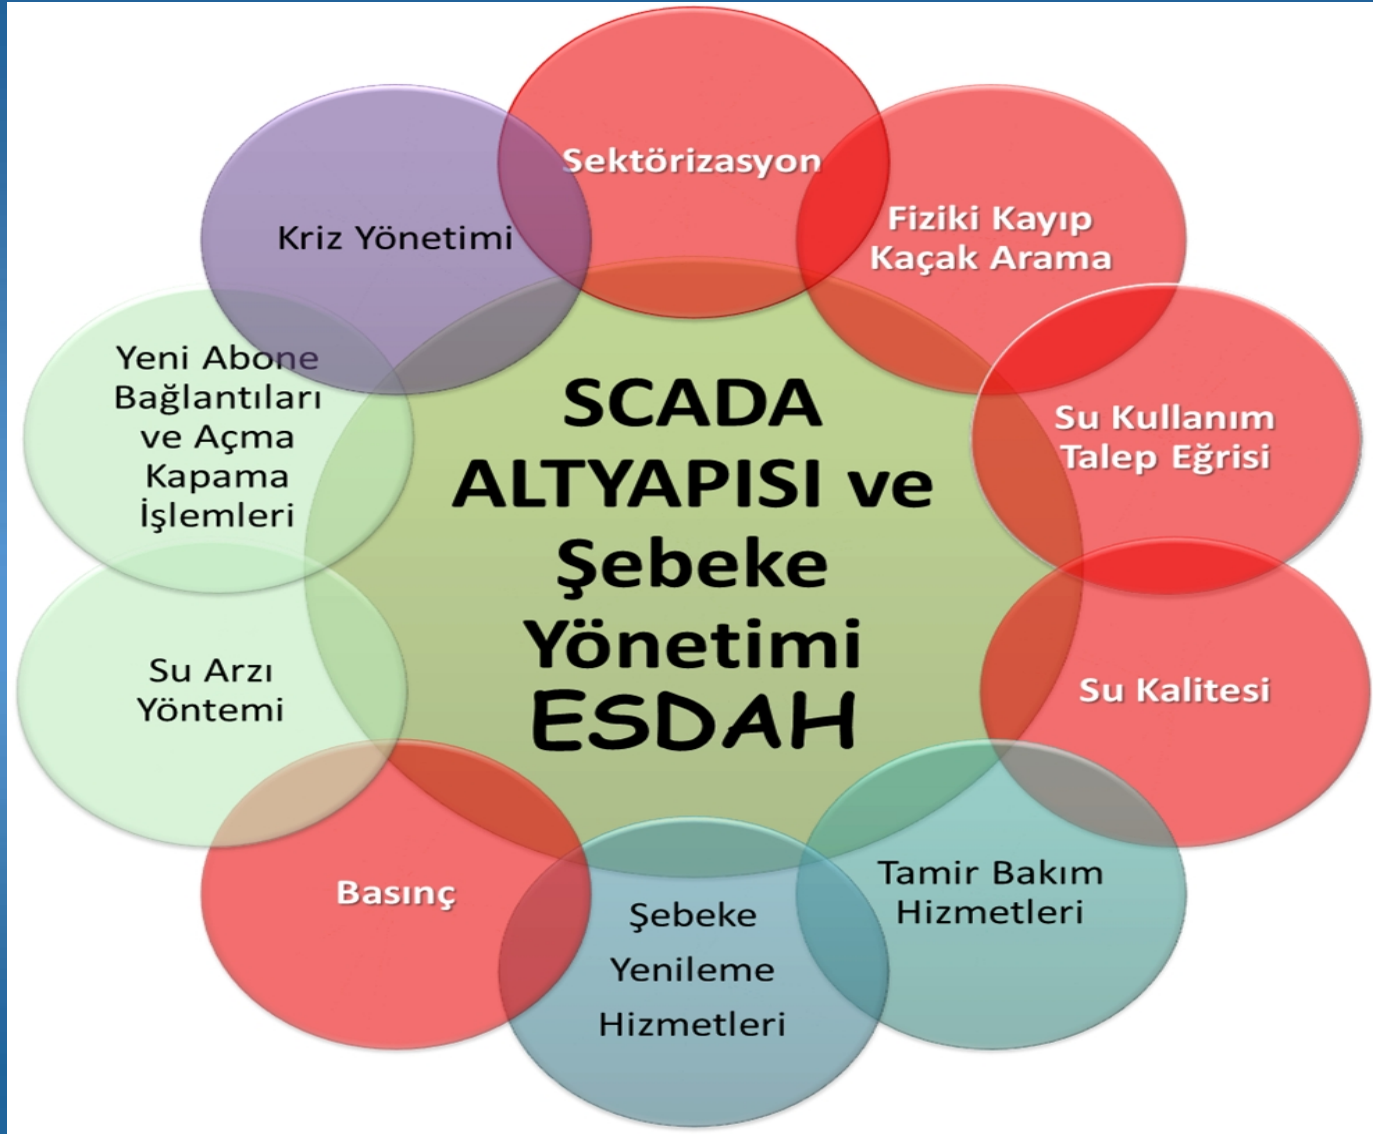 Sektörizasyon
Fiziki Kayıp
Kaçak Arama
Su Kullanım
Talep Eğrisi
Su Kalitesi
Tamir Bakım
Hizmetleri
Şebeke
Yenileme
Hizmetleri
Basınç
Su Arzı
Yöntemi
Yeni Abone
Bağlantıları
ve Açma
Kapama
İşlemleri
Kriz Yönetimi
SCADA
ALTYAPISI ve
Şebeke
Yönetimi
ESDAH